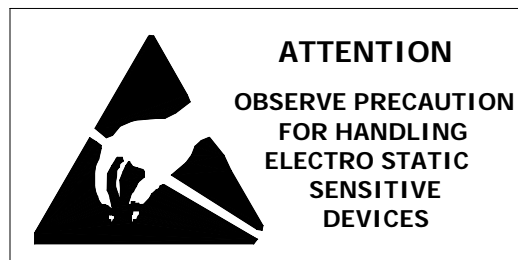 ATTENTION
OBSERVE PRECAUTION
FOR HANDLING
ELECTRO STATIC
SENSITIVE
DEVICES